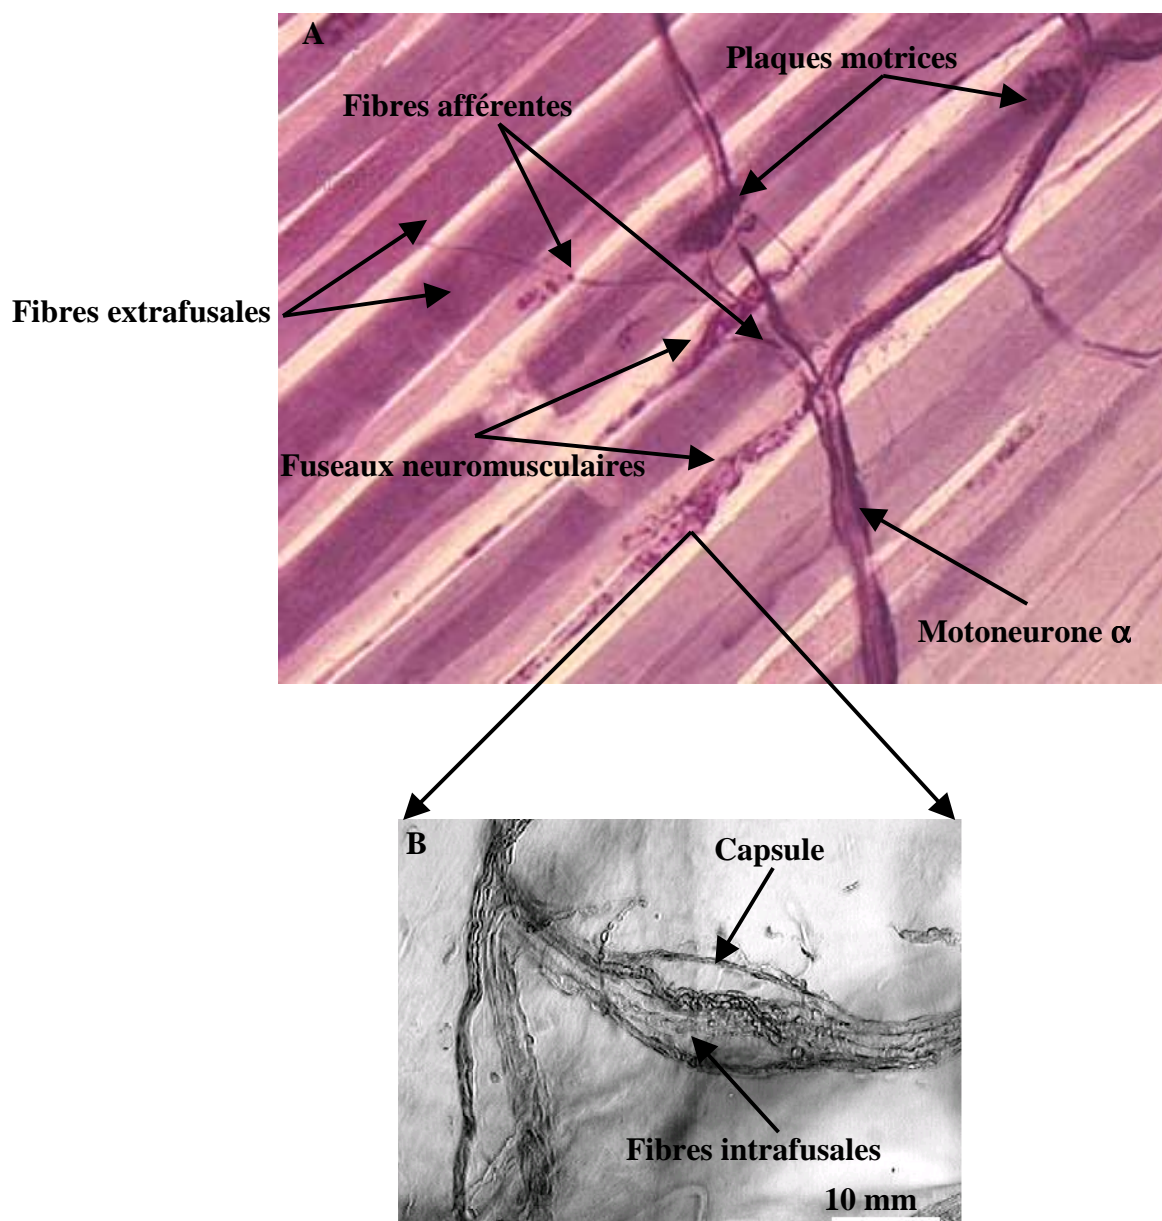 A
Plaques motrices
Fibres afférentes
Fibres extrafusales
Fuseaux neuromusculaires
Motoneurone α
B
Capsule
Fibres intrafusales
10 mm